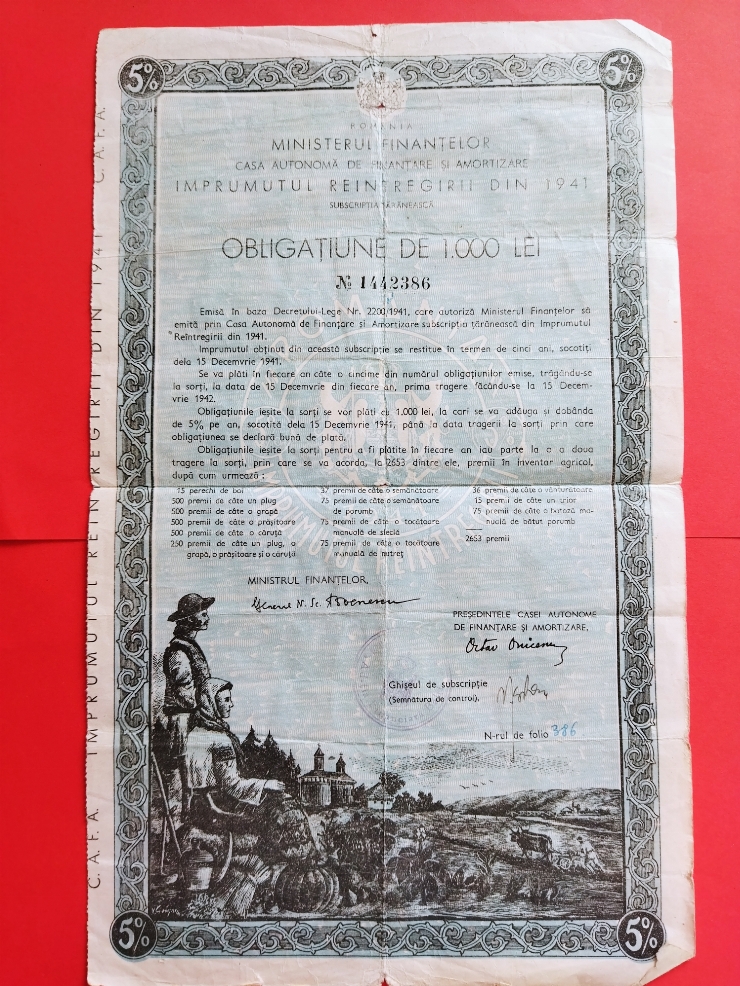 5%
5%
ROMÂNIA
MINISTERUL FINANȚELOR
CASA AUTONOMĂ DE FINANȚARE ȘI AMORTIZARE
IMPRUMUTUL REINTREGIRII DIN 1941
SUBSCRIPȚIA ȚĂRĂNEASCĂ
OBLIGAȚIUNE DE 1.000 LEI
№ 1442386
Emisă în baza Decretului-Lege Nr. 2200/1941, care autoriză Ministerul Finanțelor să
emită prin Casa Autonomă de Finanțare și Amortizare subscripția țărănească din Imprumutul
Reîntregirii din 1941.
Imprumutul obținut din această subscripție se restitue în termen de cinci ani, socotiți
dela 15 Decemvrie 1941.
Se va plăti în fiecare an câte o cincime din numărul obligațiunilor emise, trăgându-se
la sorți, la data de 15 Decemvrie din fiecare an, prima tragere făcându-se la 15 Decem-
vrie 1942.
Obligațiunile ieșite la sorți se vor plăti cu 1.000 lei, la cari se va adăuga și dobânda
de 5% pe an, socotită dela 15 Decemvrie 1941, până la data tragerii la sorți prin care
obligațiunea se declară bună de plată.
Obligațiunile ieșite la sorți pentru a fi plătite în fiecare an iau parte la o a doua
tragere la sorți, prin care se va acorda, la 2653 dintre ele, premii în inventar agricol,
după cum urmează :
15 perechi de boi
500 premii de câte un plug
500 premii de câte o grapă
500 premii de câte o prășitoare
500 premii de câte o căruță
250 premii de câte un plug, o
grapă, o prășitoare și o căruță
37 premii de câte o semănătoare
75 premii de câte o semănătoare
de porumb
75 premii de câte o tocătoare
manuală de sfeclă
75 premii de câte o tocătoare
manuală de nutreț
36 premii de câte o vânturătoare
15 premii de câte un trior
75 premii de câte o batoză ma-
nuală de bătut porumb
2653 premii
MINISTRUL FINANȚELOR,
PREȘEDINTELE CASEI AUTONOME
DE FINANȚARE ȘI AMORTIZARE,
Ghișeul de subscripție
(Semnătura de control),
N-rul de folio 386
5%
5%
C. A. F. A. IMPRUMUTUL REINTREGIRII DIN 1941 C. A. F. A.